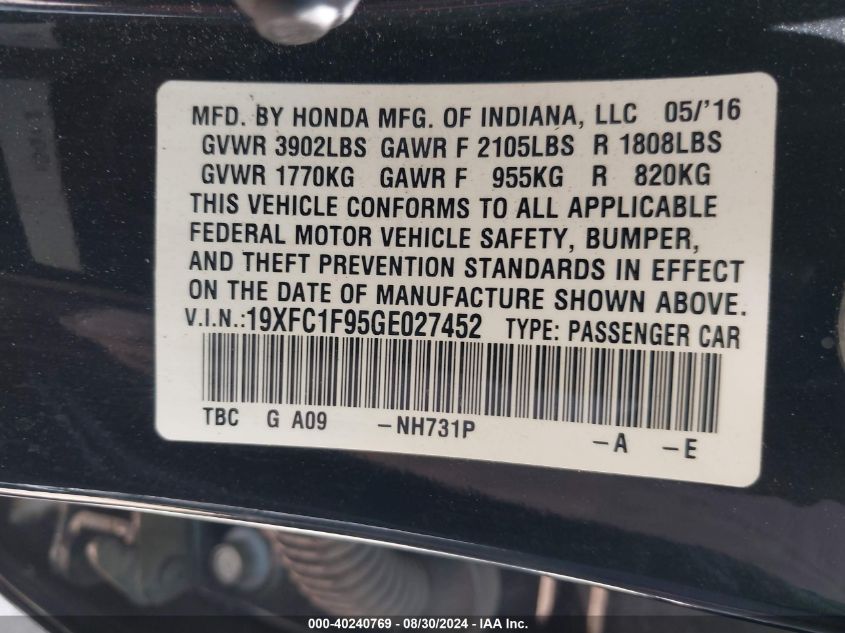 MFD. BY HONDA MFG. OF INDIANA, LLC 05/'16
GVWR 3902LBS GAWR F 2105LBS R 1808LBS
GVWR 1770KG GAWR F 955KG R 820KG
THIS VEHICLE CONFORMS TO ALL APPLICABLE
FEDERAL MOTOR VEHICLE SAFETY, BUMPER,
AND THEFT PREVENTION STANDARDS IN EFFECT
ON THE DATE OF MANUFACTURE SHOWN ABOVE.
V.I.N.:19XFC1F95GE027452 TYPE: PASSENGER CAR
TBC G A09 -NH731P -A -E
000-40240769 | 08/30/2024 - IAA Inc.